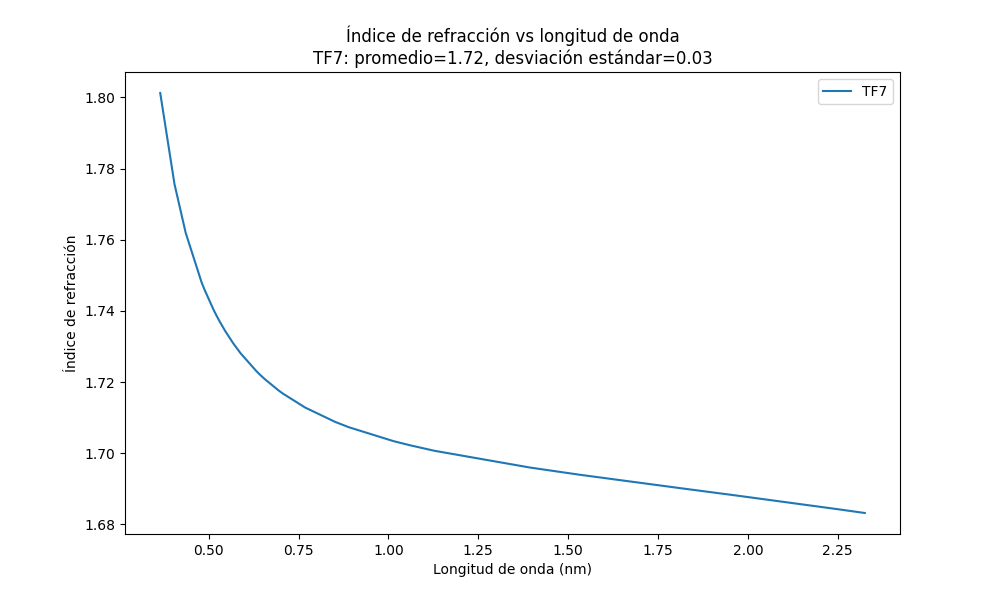 Índice de refracción vs longitud de onda
TF7: promedio=1.72, desviación estándar=0.03
TF7
1.80
1.78
1.76
1.74
1.72
1.70
1.68
Índice de refracción
0.50 0.75 1.00 1.25 1.50 1.75 2.00 2.25
Longitud de onda (nm)